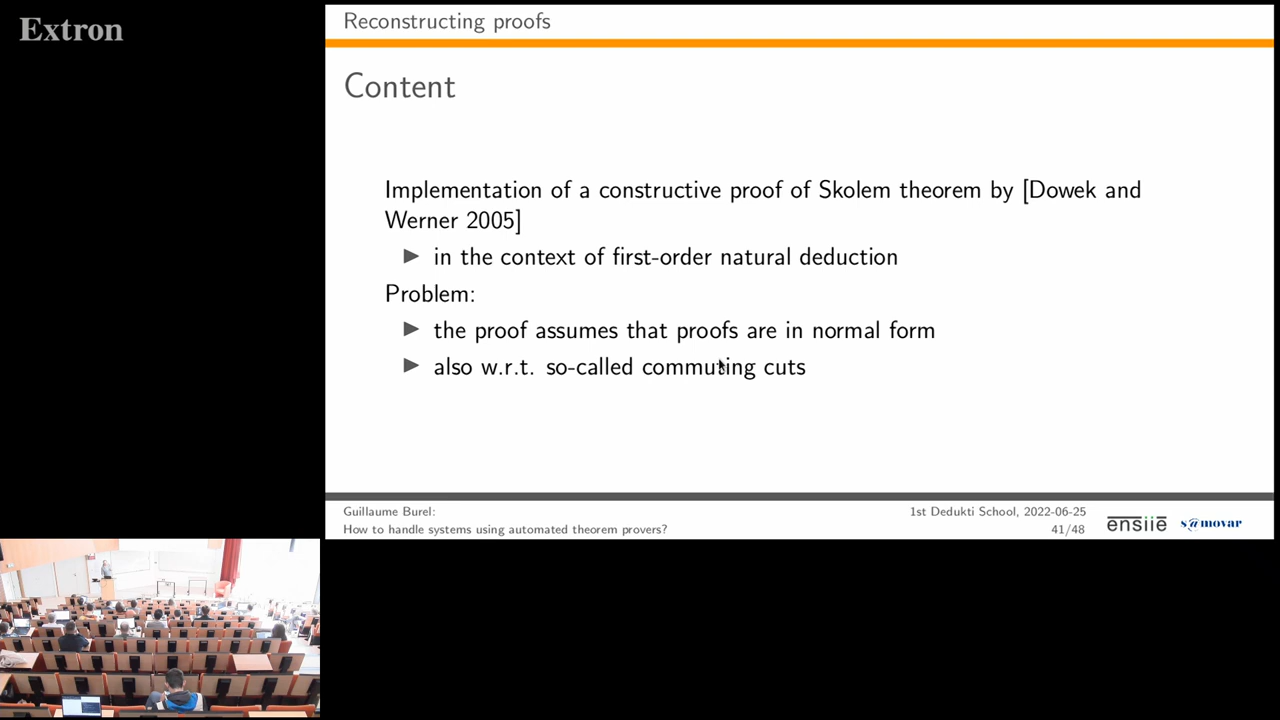 Extron
Reconstructing proofs
Content
Implementation of a constructive proof of Skolem theorem by [Dowek and
Werner 2005]
▶ in the context of first-order natural deduction
Problem:
▶ the proof assumes that proofs are in normal form
▶ also w.r.t. so-called commuting cuts
Guillaume Burel:
How to handle systems using automated theorem provers?
1st Dedukti School, 2022-06-25
41/48
ensiie
s@movar